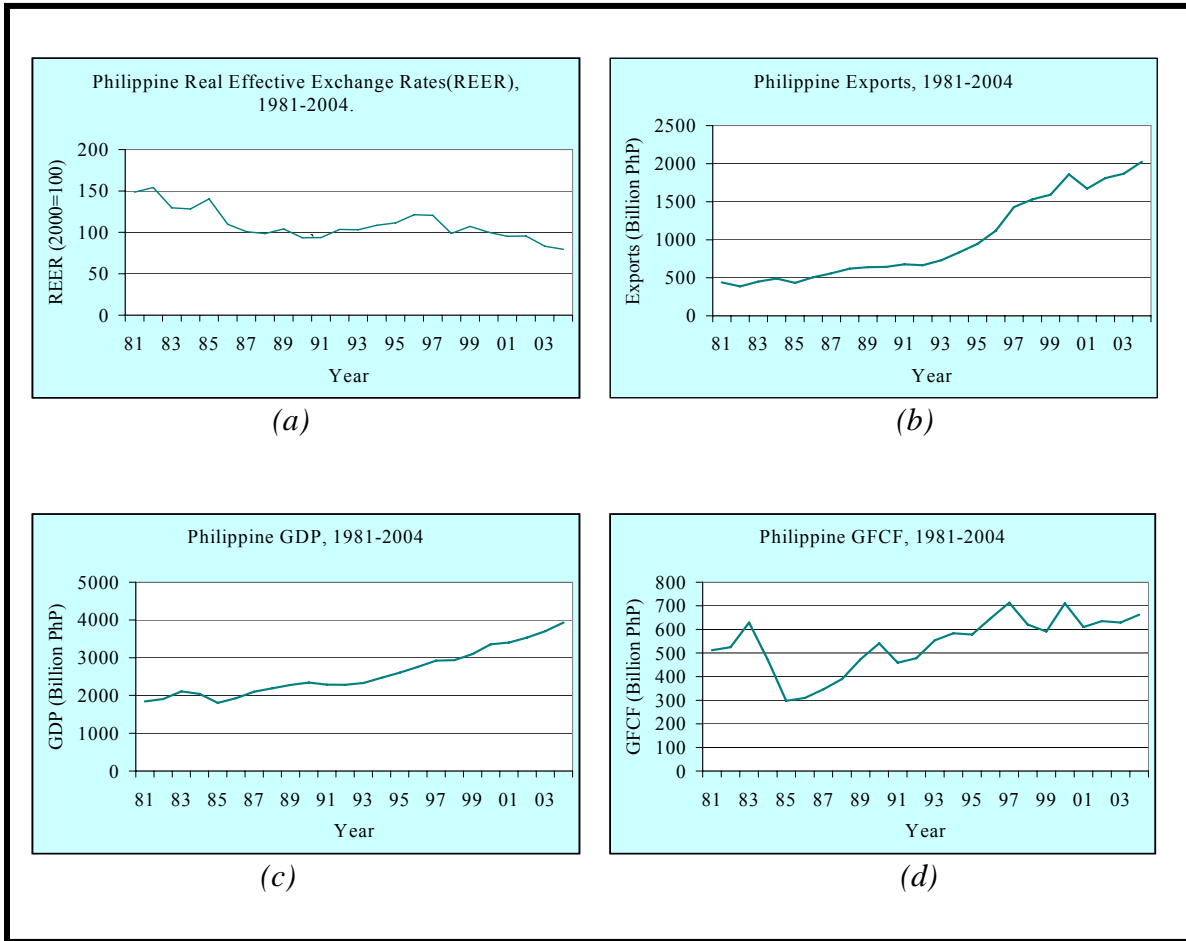 Philippine Real Effective Exchange Rates(REER),
1981-2004.
REER (2000=100)
200
150
100
50
0
81 83 85 87 89 91 93 95 97 99 01 03
Year
(a)
Philippine Exports, 1981-2004
Exports (Billion PhP)
2500
2000
1500
1000
500
0
81 83 85 87 89 91 93 95 97 99 01 03
Year
(b)
Philippine GDP, 1981-2004
GDP (Billion PhP)
5000
4000
3000
2000
1000
0
81 83 85 87 89 91 93 95 97 99 01 03
Year
(c)
Philippine GFCF, 1981-2004
GFCF (Billion PhP)
800
700
600
500
400
300
200
100
0
81 83 85 87 89 91 93 95 97 99 01 03
Year
(d)